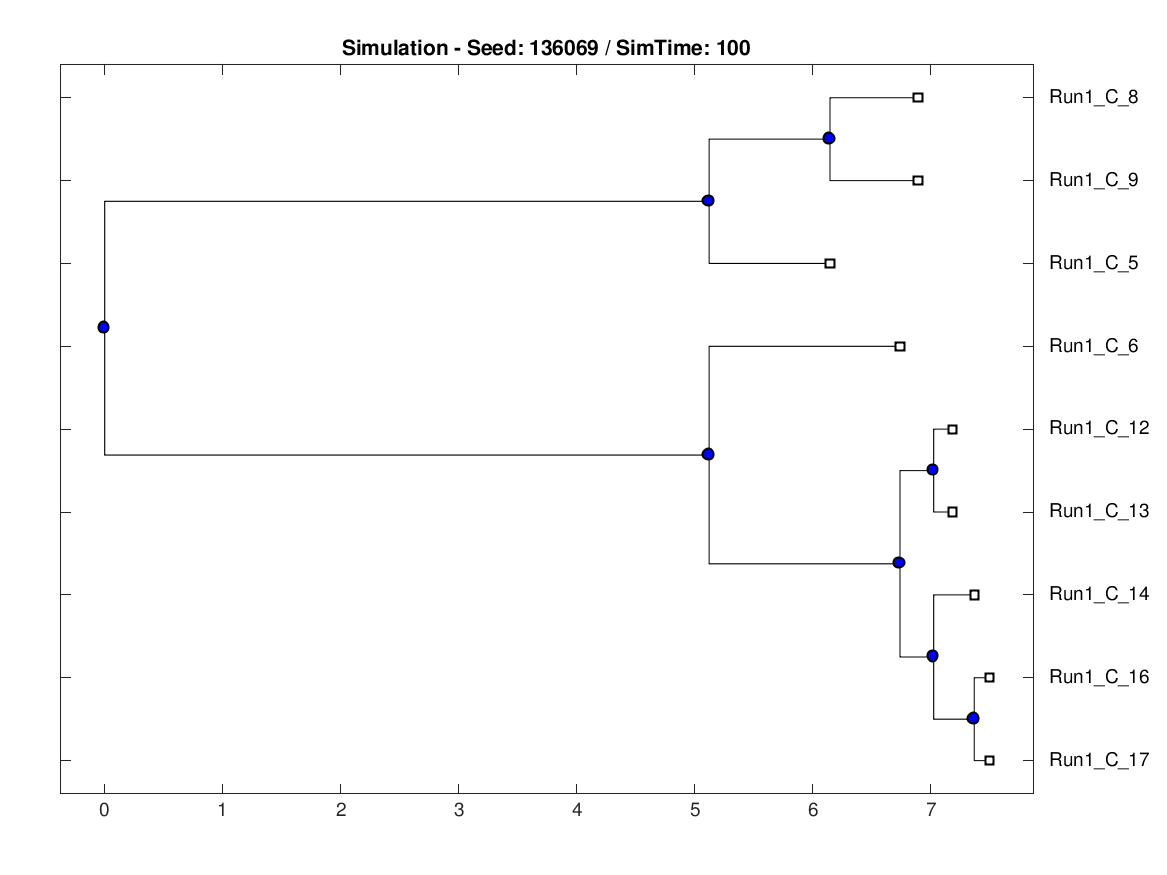 Simulation - Seed: 136069 / SimTime: 100
Run1_C_8
Run1_C_9
Run1_C_5
Run1_C_6
Run1_C_12
Run1_C_13
Run1_C_14
Run1_C_16
Run1_C_17
0 1 2 3 4 5 6 7